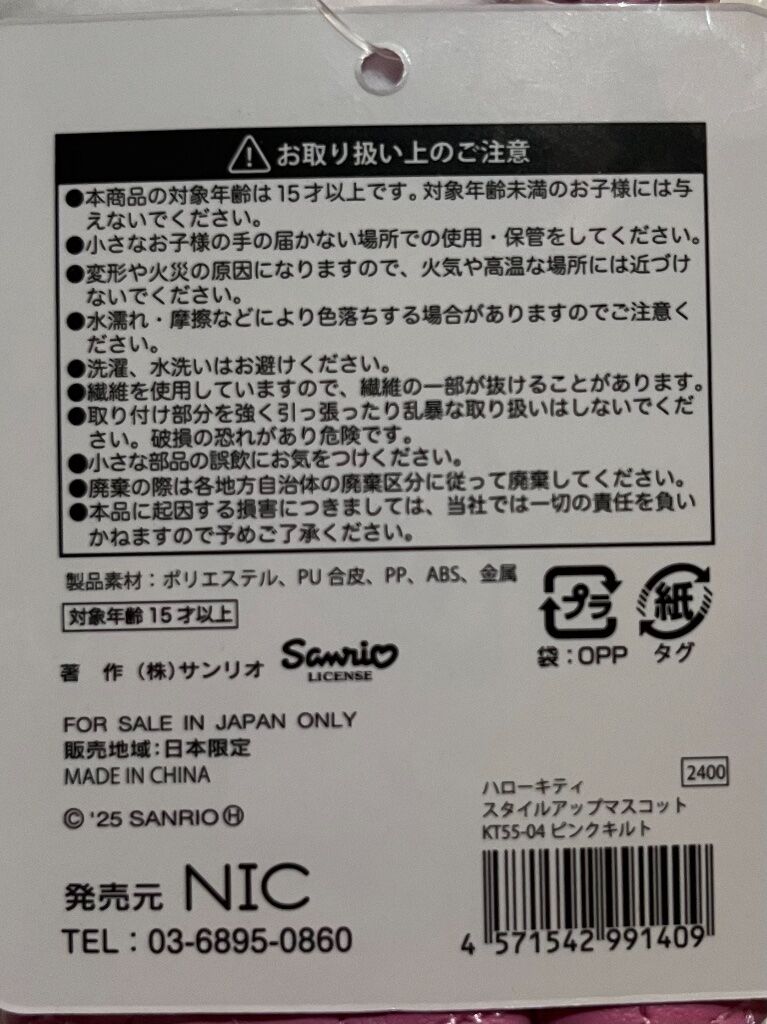 お取り扱い上のご注意
●本商品の対象年齢は15才以上です。対象年齢未満のお子様には与
えないでください。
●小さなお子様の手の届かない場所での使用・保管をしてください。
●変形や火災の原因になりますので、火気や高温な場所には近づけ
ないでください。
●水濡れ・摩擦などにより色落ちする場合がありますのでご注意く
ださい。
●洗濯、水洗いはお避けください。
●繊維を使用していますので、繊維の一部が抜けることがあります。
●取り付け部分を強く引っ張ったり乱暴な取り扱いはしないでくだ
さい。破損の恐れがあり危険です。
●小さな部品の誤飲にお気をつけください。
●廃棄の際は各地方自治体の廃棄区分に従って廃棄してください。
●本品に起因する損害につきましては、当社では一切の責任を負い
かねますので予めご了承ください。
製品素材：ポリエステル、PU合皮、PP、ABS、金属
対象年齢15才以上
プラ
袋：OPP
紙
タグ
著 作 (株)サンリオ
Sanrio
LICENSE
FOR SALE IN JAPAN ONLY
販売地域：日本限定
MADE IN CHINA
© '25 SANRIO Ⓗ
発売元 NIC
TEL：03-6895-0860
2400
ハローキティ
スタイルアップマスコット
KT55-04 ピンクキルト
4 571542 991409